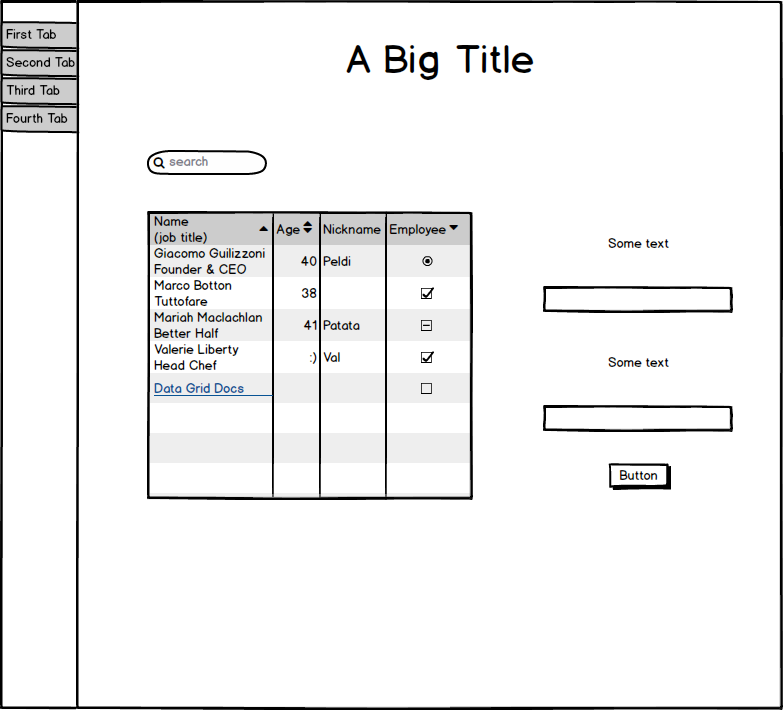 First Tab
Second Tab
Third Tab
Fourth Tab
A Big Title
search
Name
(job title)
Age
Nickname
Employee
Giacomo Guilizzoni
Founder & CEO
40
Peldi
Marco Botton
Tuttofare
38
Mariah Maclachlan
Better Half
41
Patata
Valerie Liberty
Head Chef
:)
Val
Data Grid Docs
Some text
Some text
Button